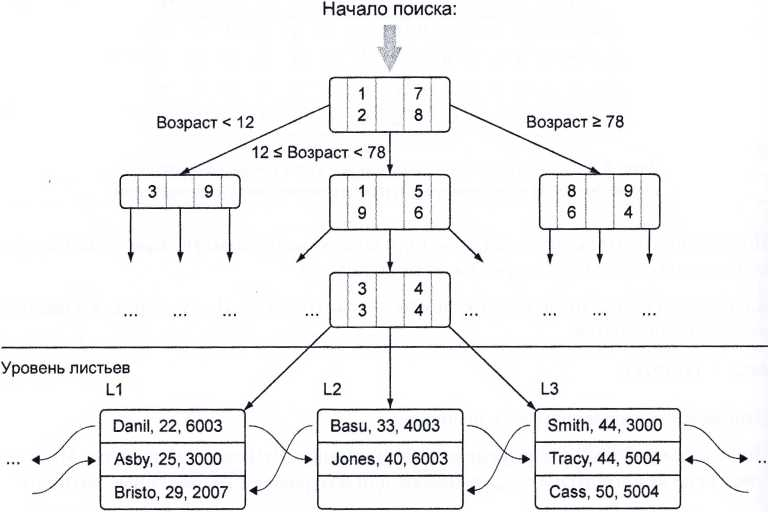 Начало поиска:
1 7
2 8
Возраст < 12
Возраст ≥ 78
12 ≤ Возраст < 78
3 9
1 5
9 6
8 9
6 4
3 4
3 4
... ... ... ... ... ... ... ...
Уровень листьев
L1 L2 L3
Danil, 22, 6003
Basu, 33, 4003
Smith, 44, 3000
... Asby, 25, 3000
Jones, 40, 6003
Tracy, 44, 5004 ...
Bristo, 29, 2007
Cass, 50, 5004